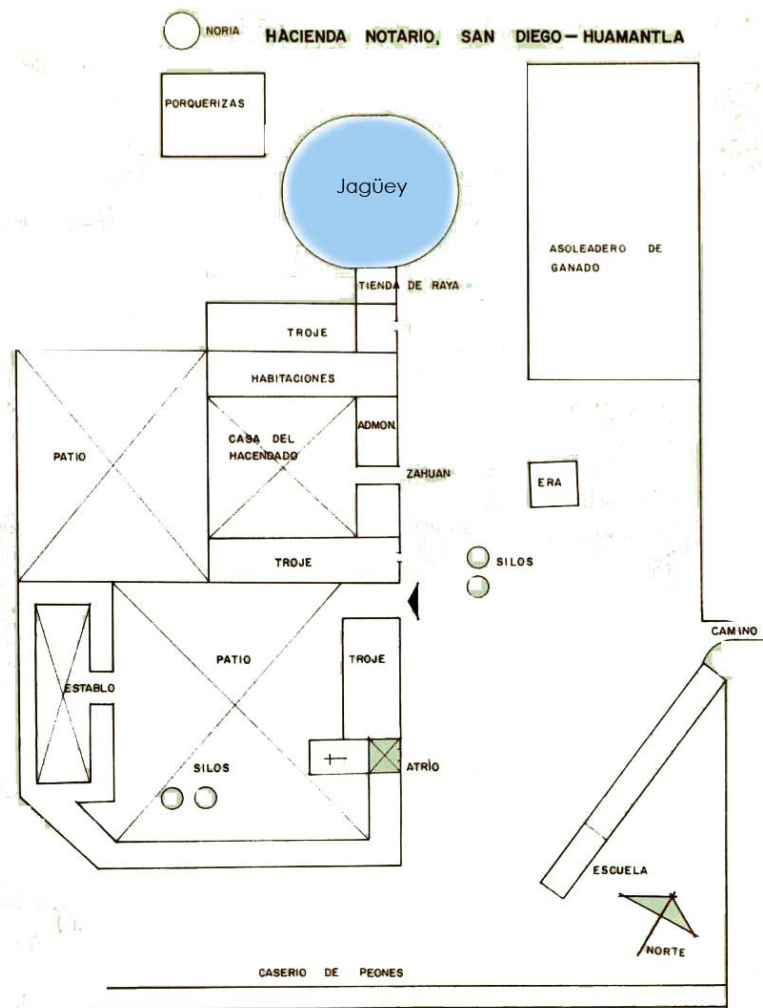 NORIA
HACIENDA NOTARIO, SAN DIEGO—HUAMANTLA
PORQUERIZAS
Jagüey
ASOLEADERO DE
GANADO
TIENDA DE RAYA
TROJE
HABITACIONES
CASA DEL
HACENDADO
ADMON.
PATIO
ZAHUAN
ERA
TROJE
SILOS
CAMINO
PATIO
TROJE
ESTABLO
SILOS
ATRIO
ESCUELA
NORTE
CASERIO DE PEONES